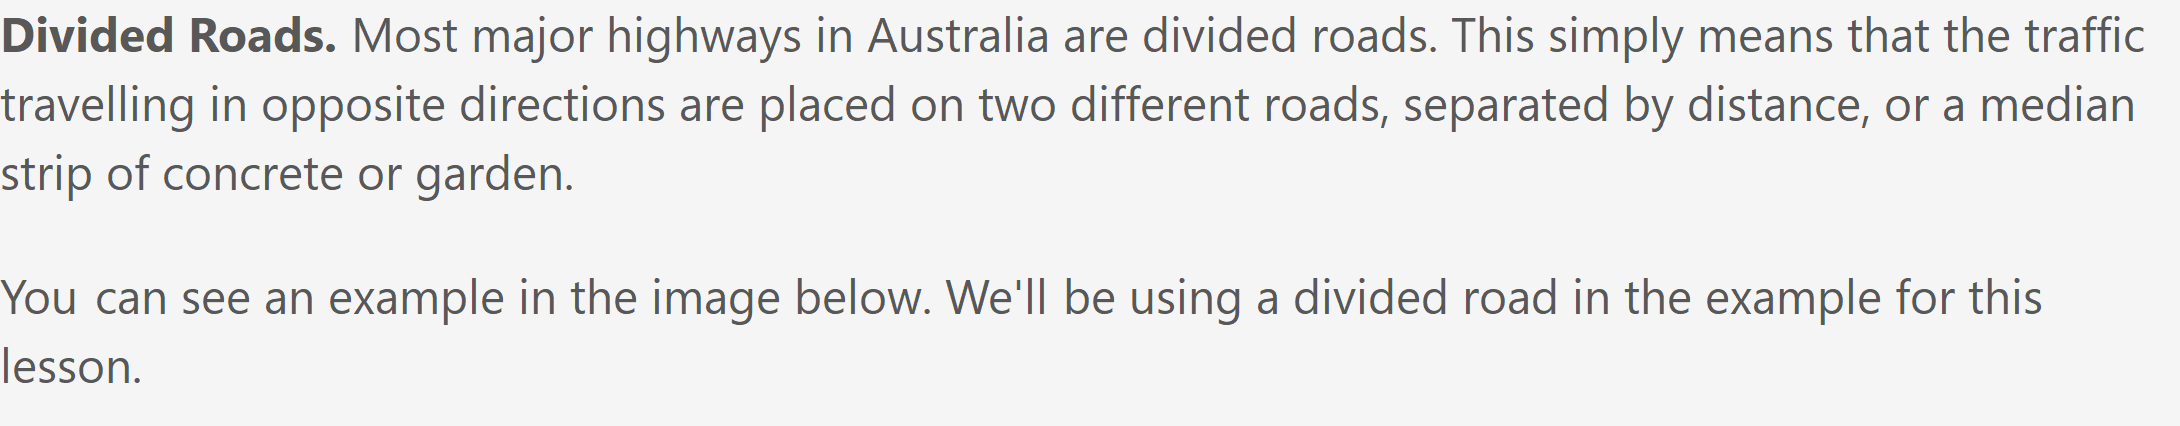 Divided Roads. Most major highways in Australia are divided roads. This simply means that the traffic
travelling in opposite directions are placed on two different roads, separated by distance, or a median
strip of concrete or garden.
You can see an example in the image below. We'll be using a divided road in the example for this
lesson.